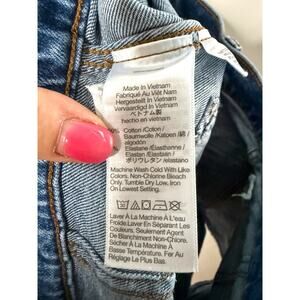 Made in Vietnam
Fabriqué Au Viêt Nam
Hergestellt In Vietnam
Vervaardigd In Vietnam
ベトナム製
hecho en vietnam
% Cotton /Coton /
Baumwolle / Katoen / 綿 /
algodón
Elastane /Élasthanne /
Elastan /Elastaan /
ポリウレタン /elastano
Machine Wash Cold With Like
Colors. Non-Chlorine Bleach
Only. Tumble Dry Low. Iron
On Lowest Setting.
Laver À La Machine À L'eau
Froide.Laver En Séparant Les
Couleurs. Seulement Agent
De Blanchiment Sans Chlore.
Sécher À La Machine À
Basse Température. Fer Au
Réglage Le Plus Bas.